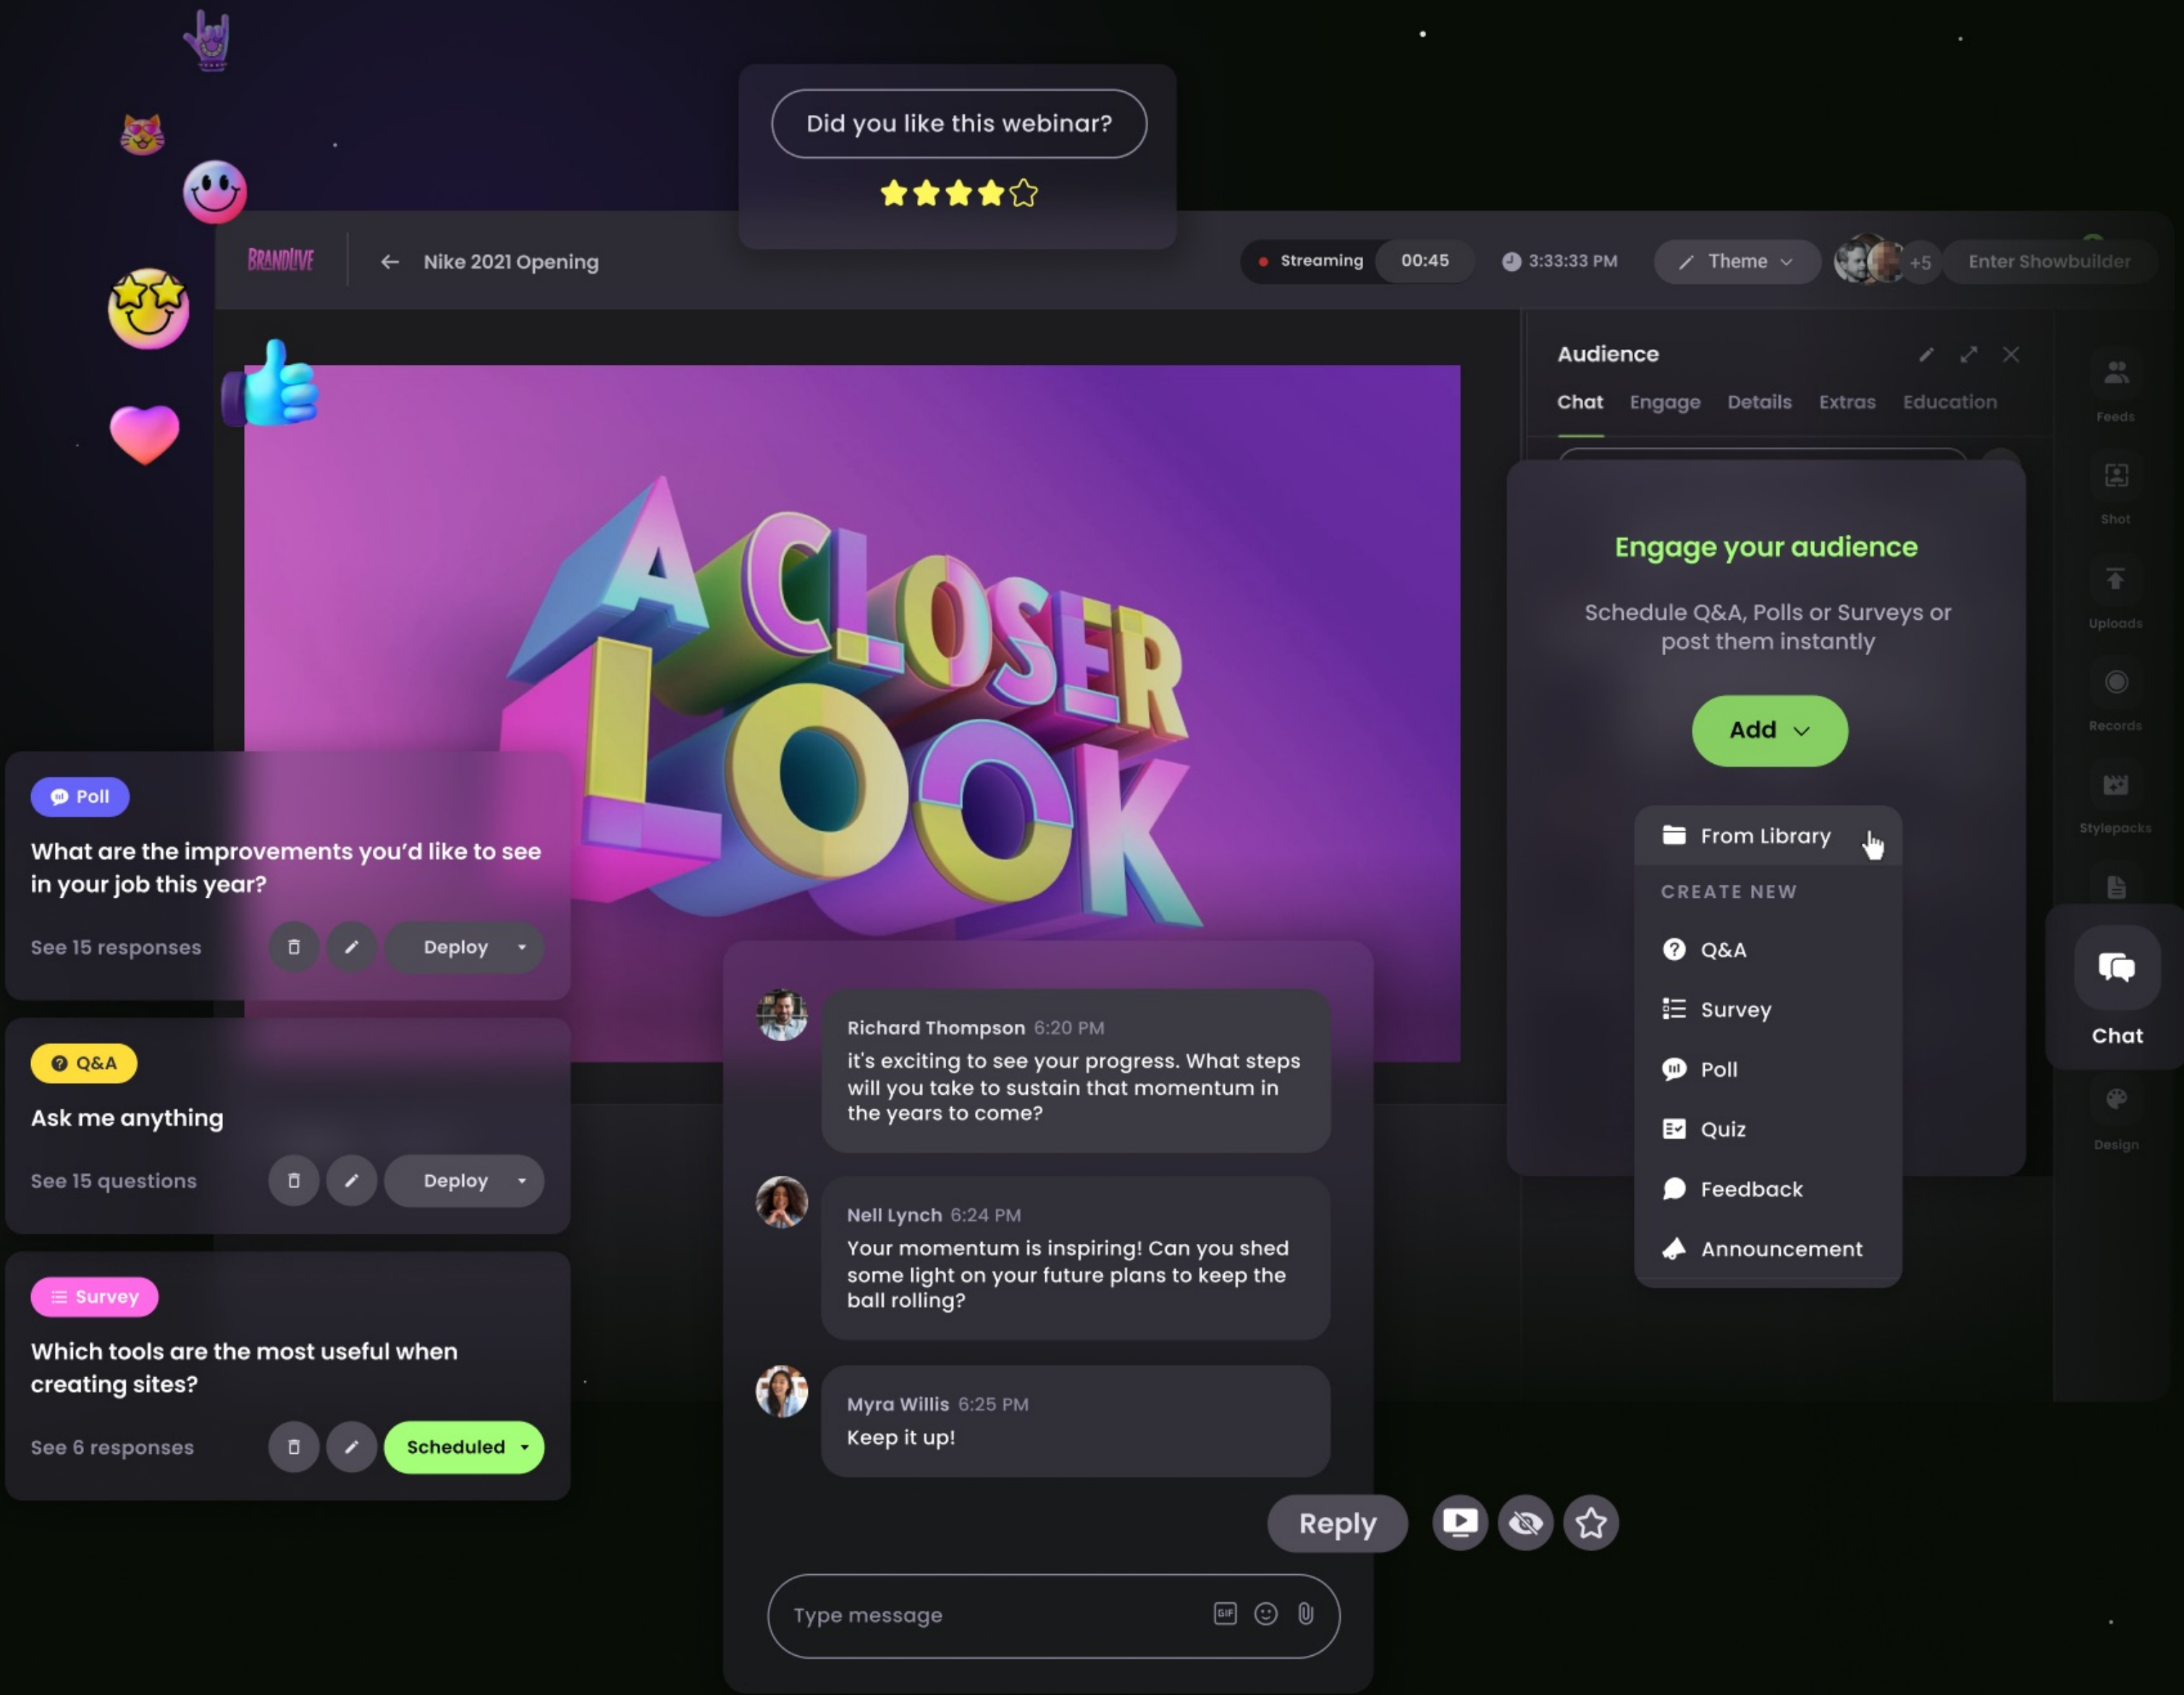 Did you like this webinar?
BRANDLIVE
Nike 2021 Opening
Streaming
00:45
3:33:33 PM
Theme
+5
Enter Showbuilder
A CLOSER
LOOK
Audience
Chat
Engage
Details
Extras
Education
Engage your audience
Schedule Q&A, Polls or Surveys or
post them instantly
Add
From Library
CREATE NEW
Q&A
Survey
Poll
Quiz
Feedback
Announcement
Feeds
Shot
Uploads
Records
Stylepacks
Chat
Design
Poll
What are the improvements you’d like to see
in your job this year?
See 15 responses
Deploy
Q&A
Ask me anything
See 15 questions
Deploy
Survey
Which tools are the most useful when
creating sites?
See 6 responses
Scheduled
Richard Thompson 6:20 PM
it's exciting to see your progress. What steps
will you take to sustain that momentum in
the years to come?
Nell Lynch 6:24 PM
Your momentum is inspiring! Can you shed
some light on your future plans to keep the
ball rolling?
Myra Willis 6:25 PM
Keep it up!
Reply
Type message
GIF